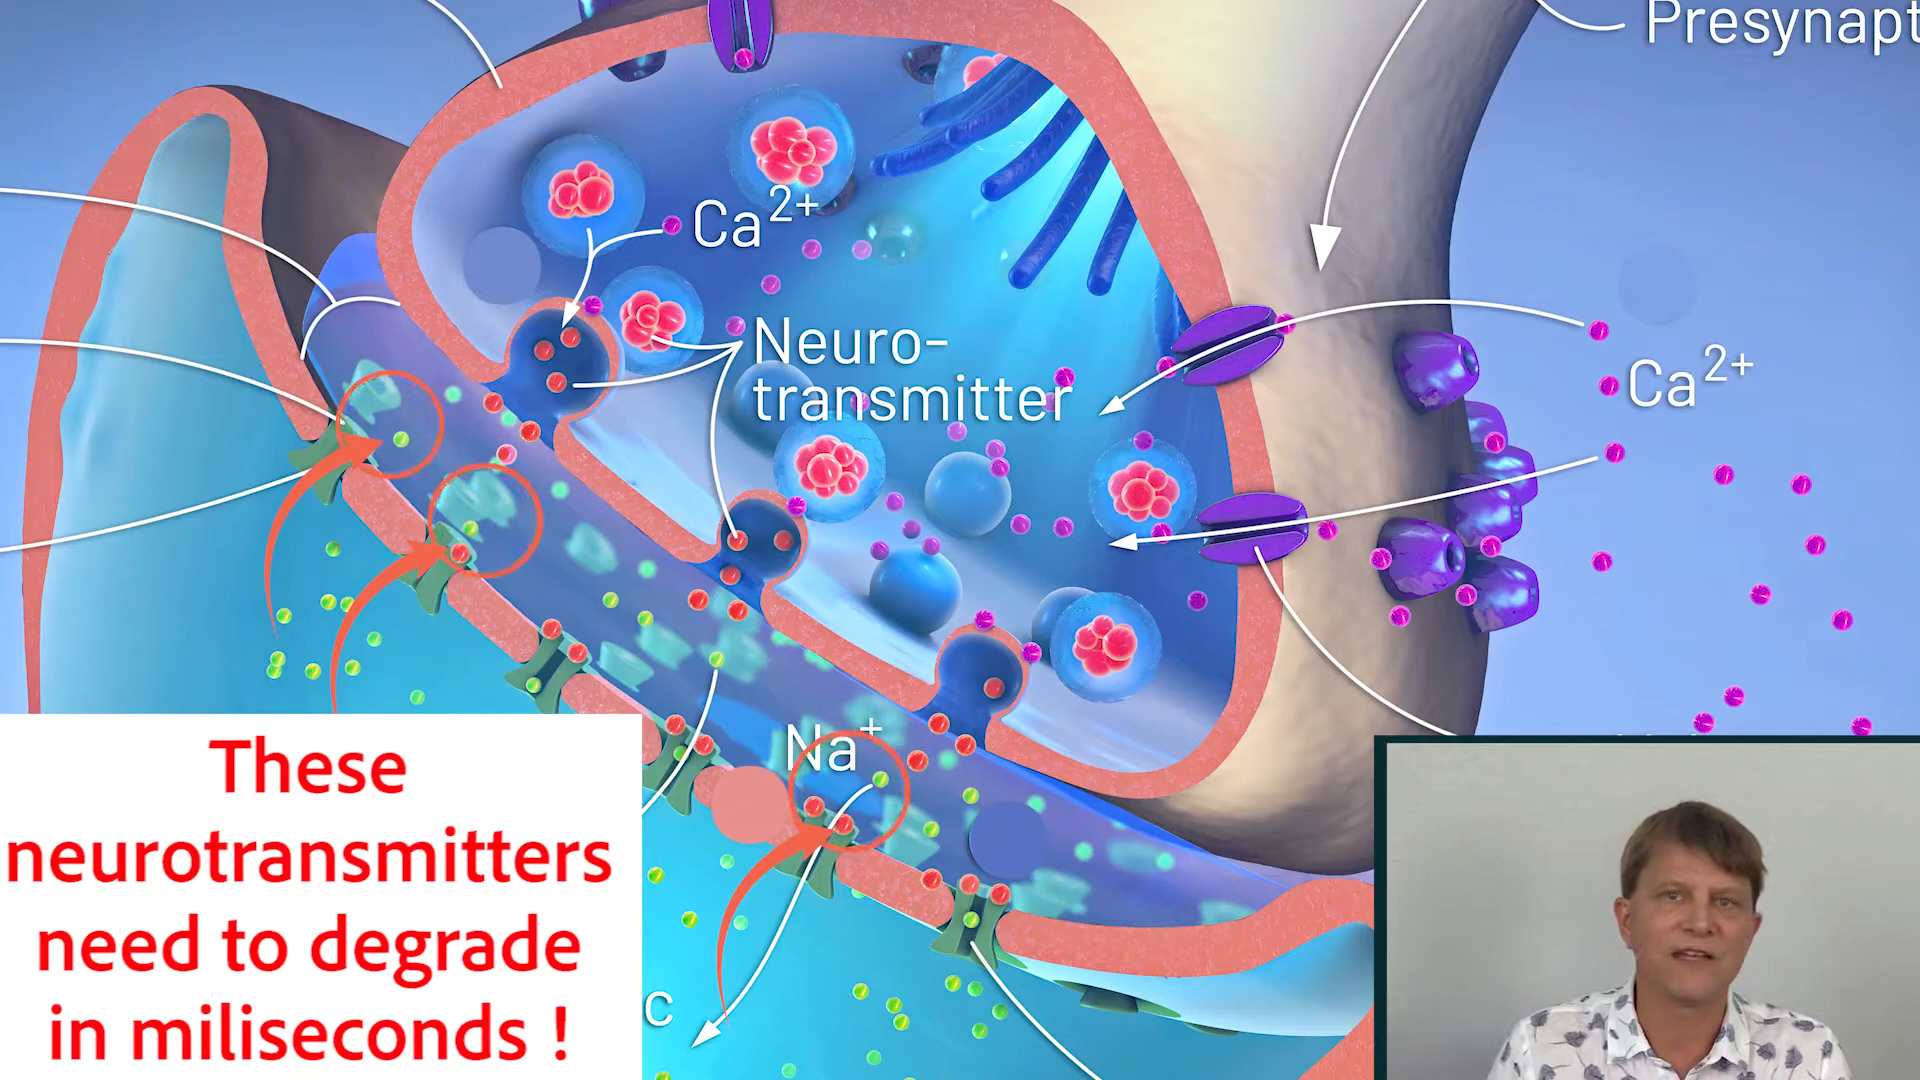 Presynapt
Ca2+
Neuro-
transmitter
Ca2+
Na+
c
These
neurotransmitters
need to degrade
in miliseconds !